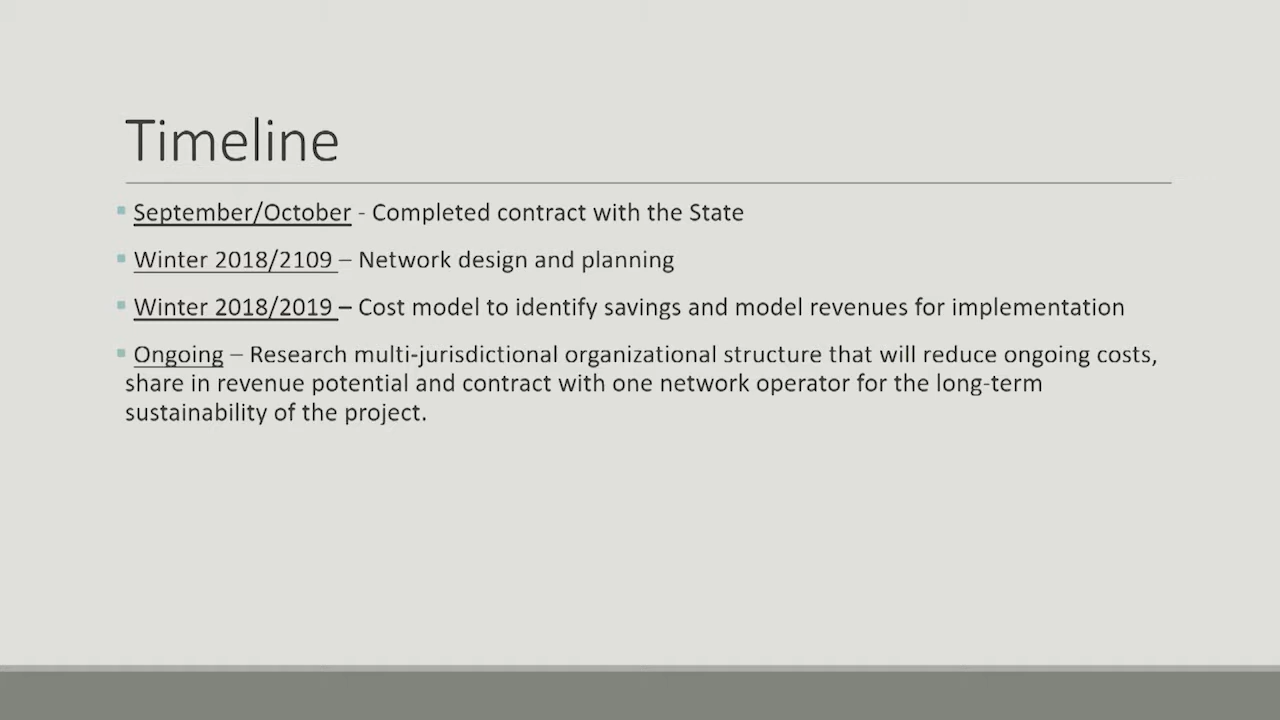 Timeline
September/October - Completed contract with the State
Winter 2018/2109 – Network design and planning
Winter 2018/2019 – Cost model to identify savings and model revenues for implementation
Ongoing – Research multi-jurisdictional organizational structure that will reduce ongoing costs,
share in revenue potential and contract with one network operator for the long-term
sustainability of the project.